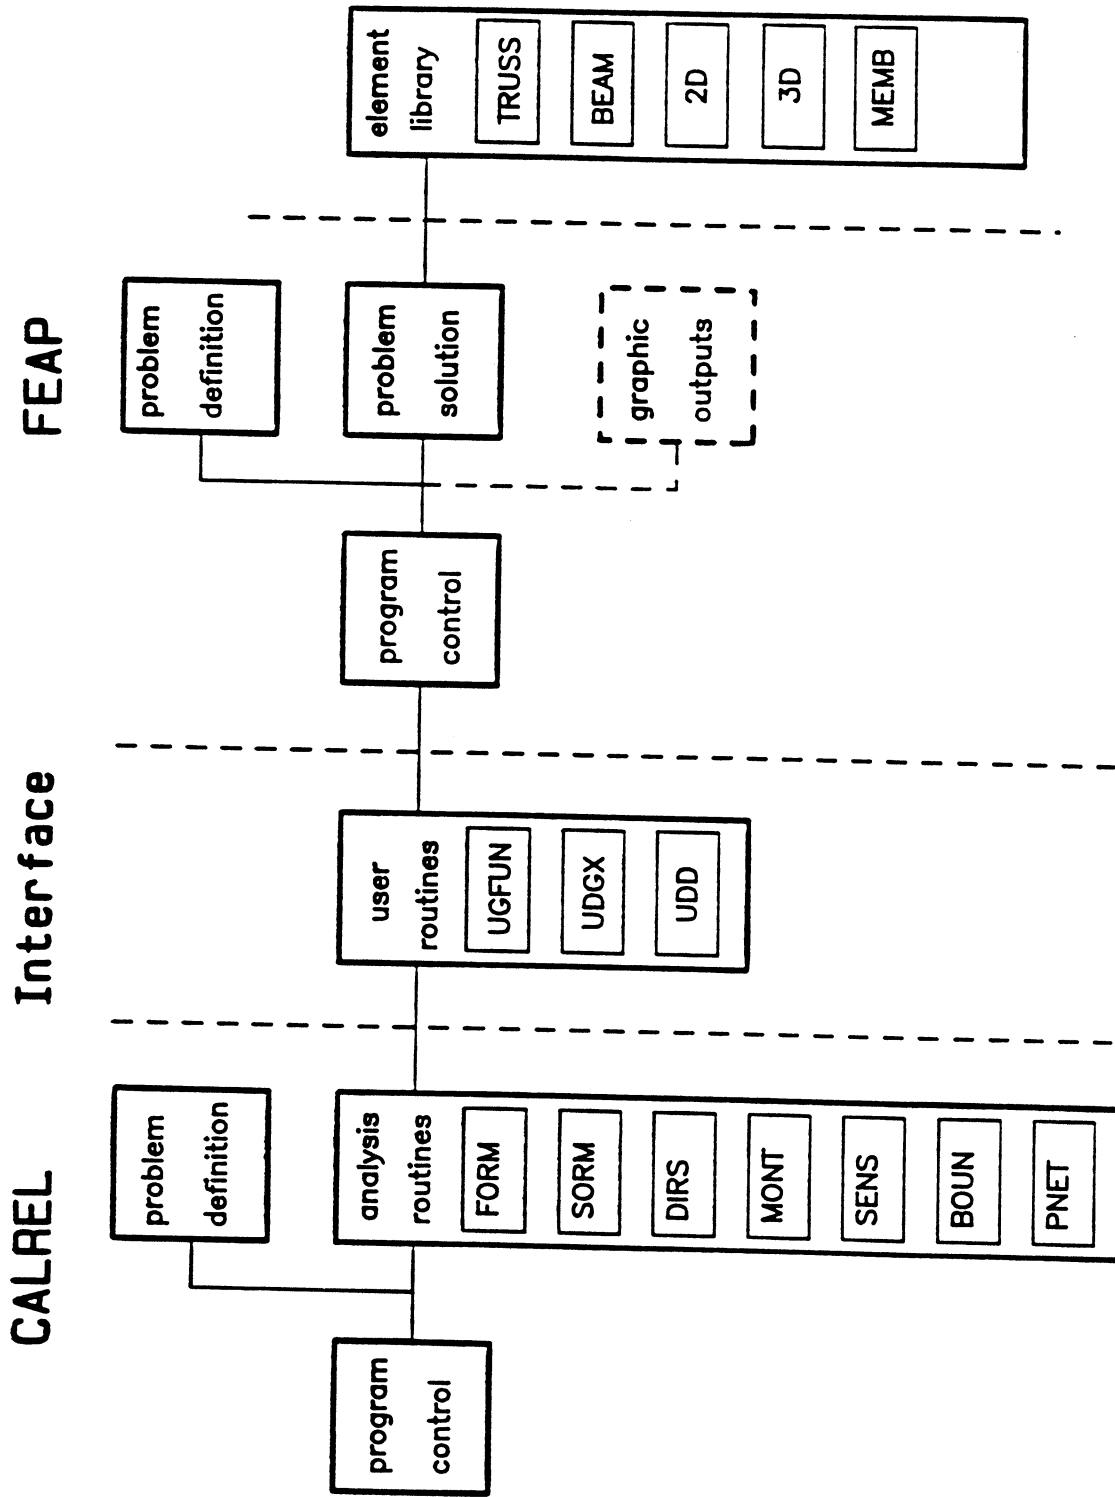 CALREL
Interface
FEAP
program
control
problem
definition
analysis
routines
FORM
SORM
DIRS
MONT
SENS
BOUN
PNET
user
routines
UGFUN
UDGX
UDD
program
control
problem
definition
problem
solution
graphic
outputs
element
library
TRUSS
BEAM
2D
3D
MEMB